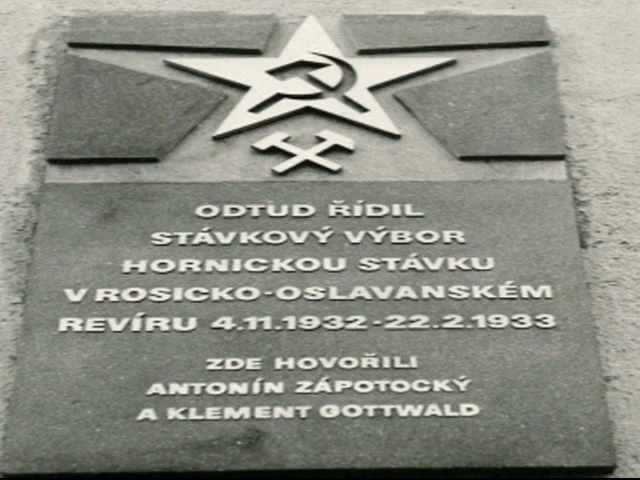 ODTUD ŘÍDIL
STÁVKOVÝ VÝBOR
HORNICKOU STÁVKU
V ROSICKO-OSLAVANSKÉM
REVÍRU 4.11.1932-22.2.1933
ZDE HOVOŘILI
ANTONÍN ZÁPOTOCKÝ
A KLEMENT GOTTWALD